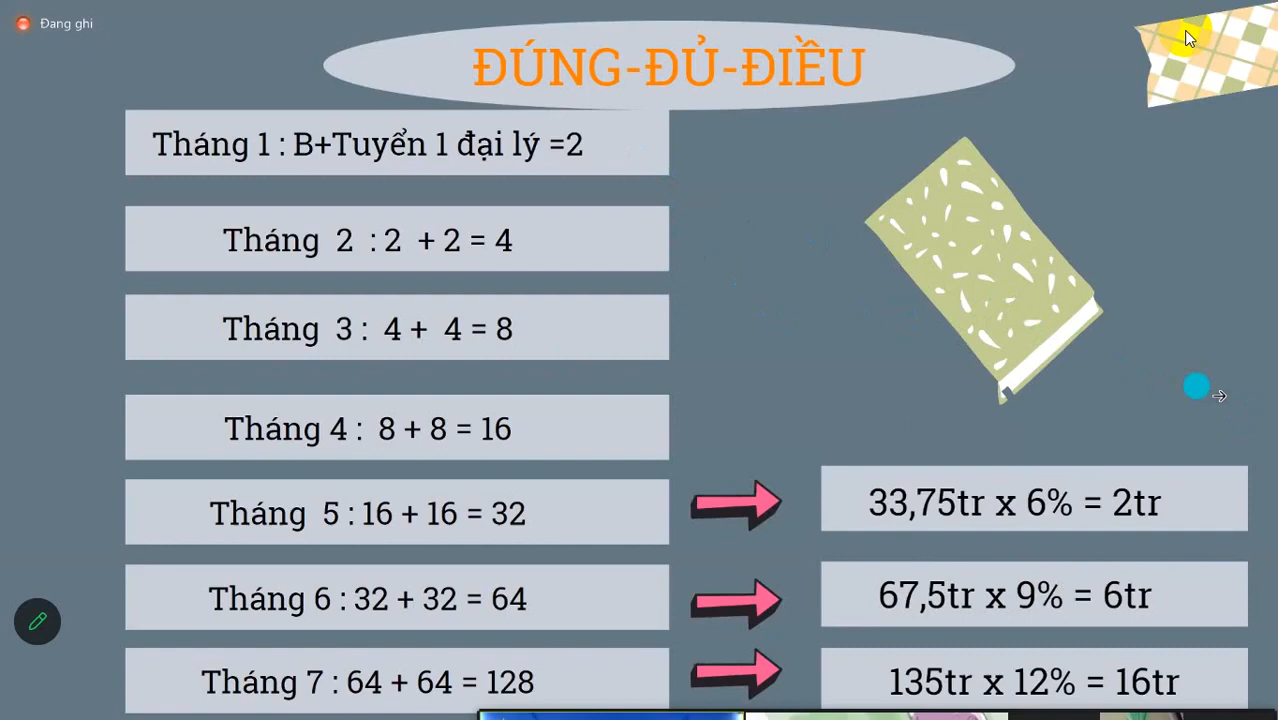 Đang ghi
ĐÚNG-ĐỦ-ĐIỀU
Tháng 1 : B+Tuyển 1 đại lý =2
Tháng 2 : 2 + 2 = 4
Tháng 3 : 4 + 4 = 8
Tháng 4 : 8 + 8 = 16
Tháng 5 : 16 + 16 = 32
33,75tr x 6% = 2tr
Tháng 6 : 32 + 32 = 64
67,5tr x 9% = 6tr
Tháng 7 : 64 + 64 = 128
135tr x 12% = 16tr